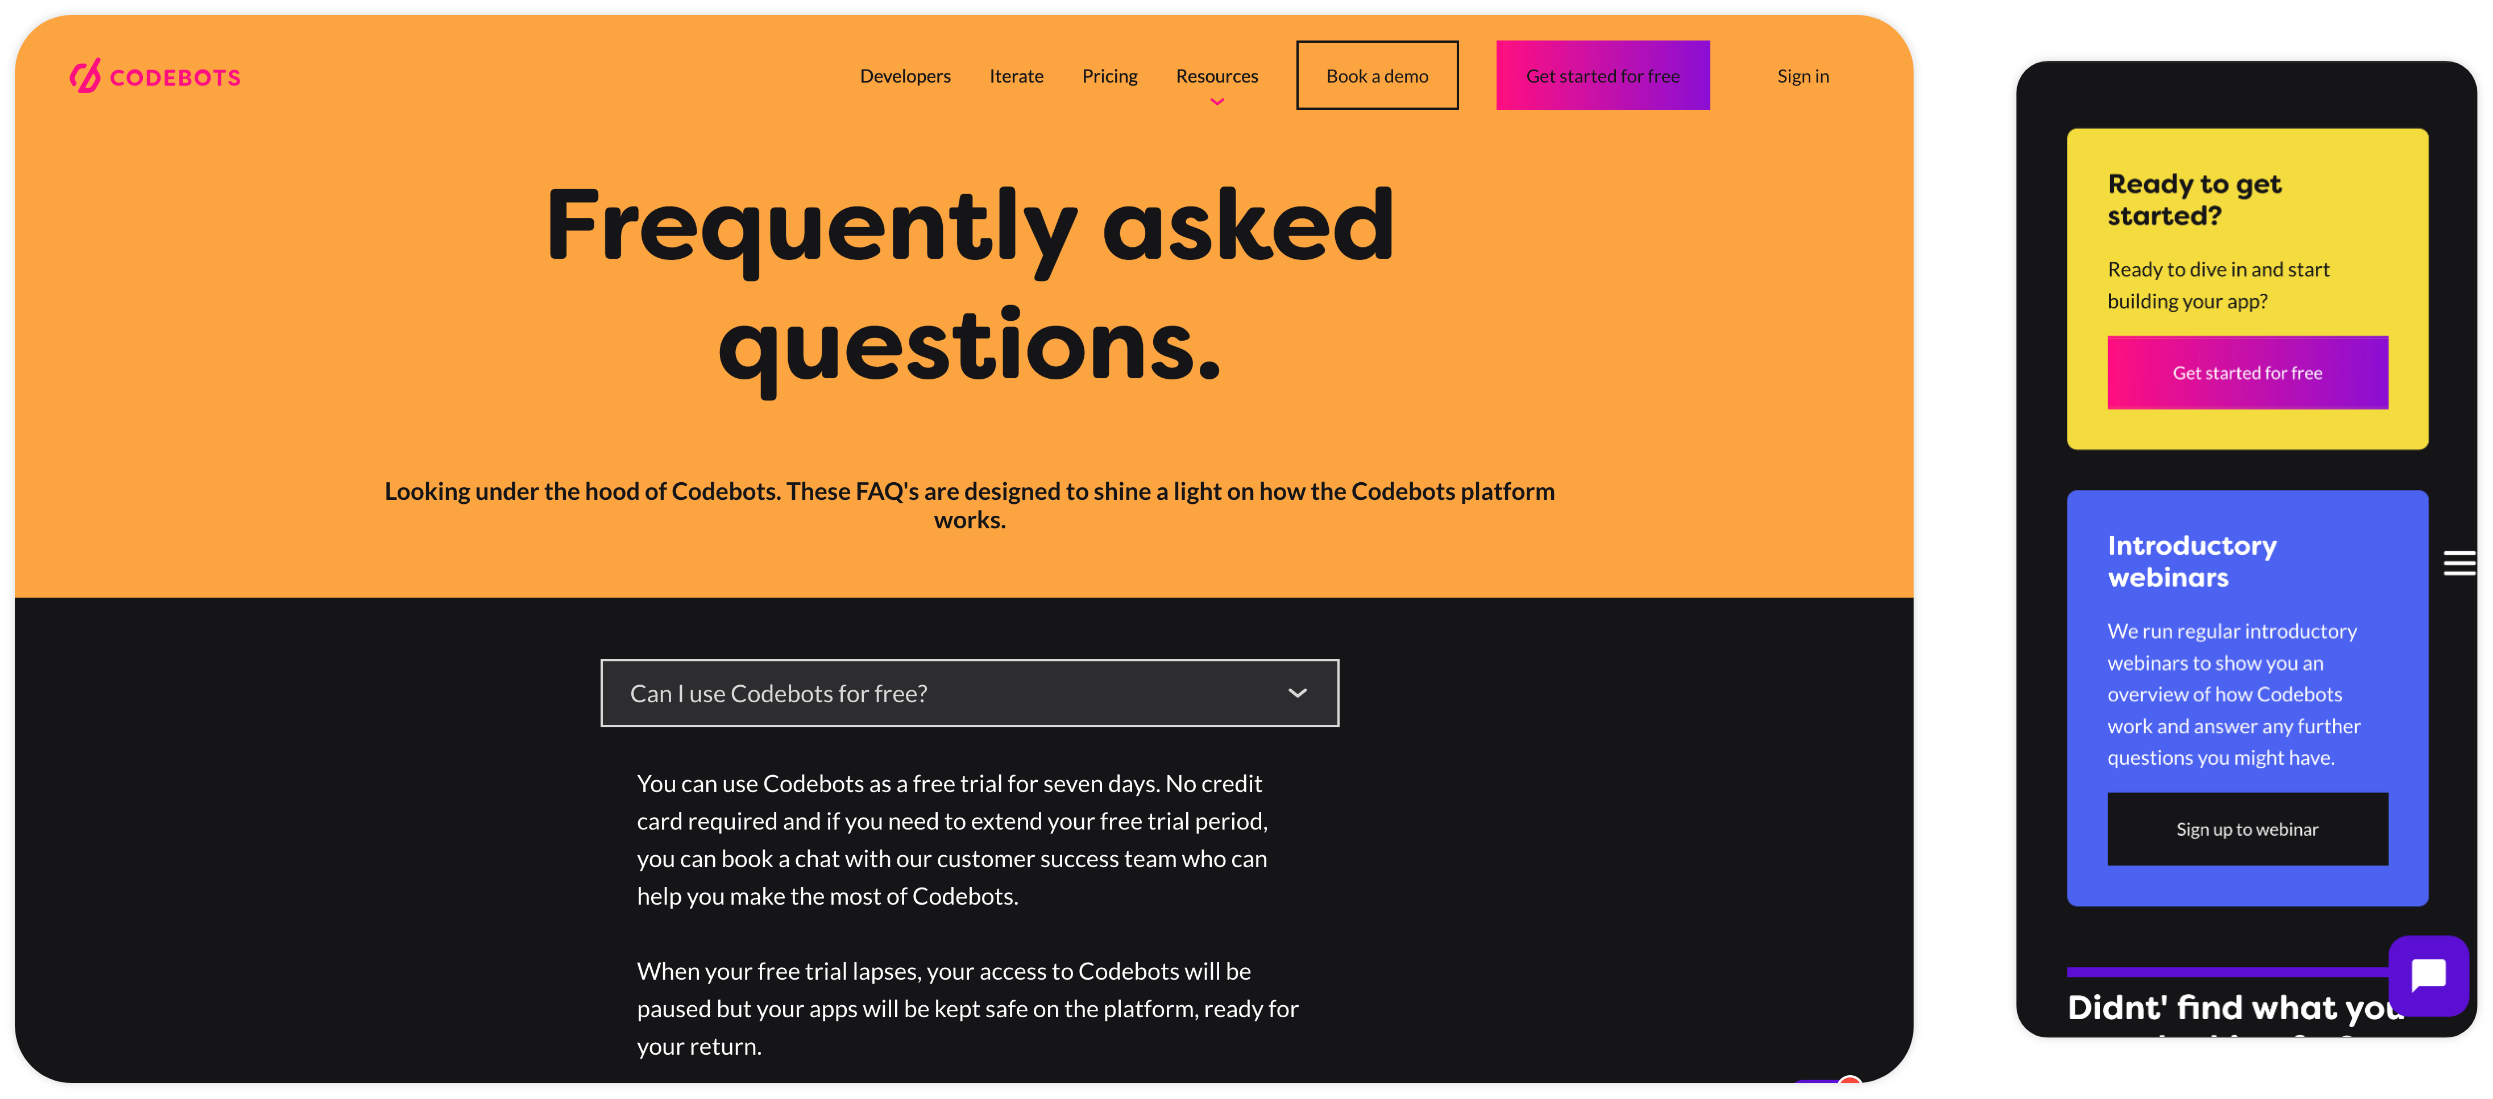 CODEBOTS
Developers
Iterate
Pricing
Resources
Book a demo
Get started for free
Sign in
Frequently asked
questions.
Looking under the hood of Codebots. These FAQ's are designed to shine a light on how the Codebots platform
works.
Can I use Codebots for free?
You can use Codebots as a free trial for seven days. No credit
card required and if you need to extend your free trial period,
you can book a chat with our customer success team who can
help you make the most of Codebots.
When your free trial lapses, your access to Codebots will be
paused but your apps will be kept safe on the platform, ready for
your return.
Ready to get
started?
Ready to dive in and start
building your app?
Get started for free
Introductory
webinars
We run regular introductory
webinars to show you an
overview of how Codebots
work and answer any further
questions you might have.
Sign up to webinar
Didnt' find what you